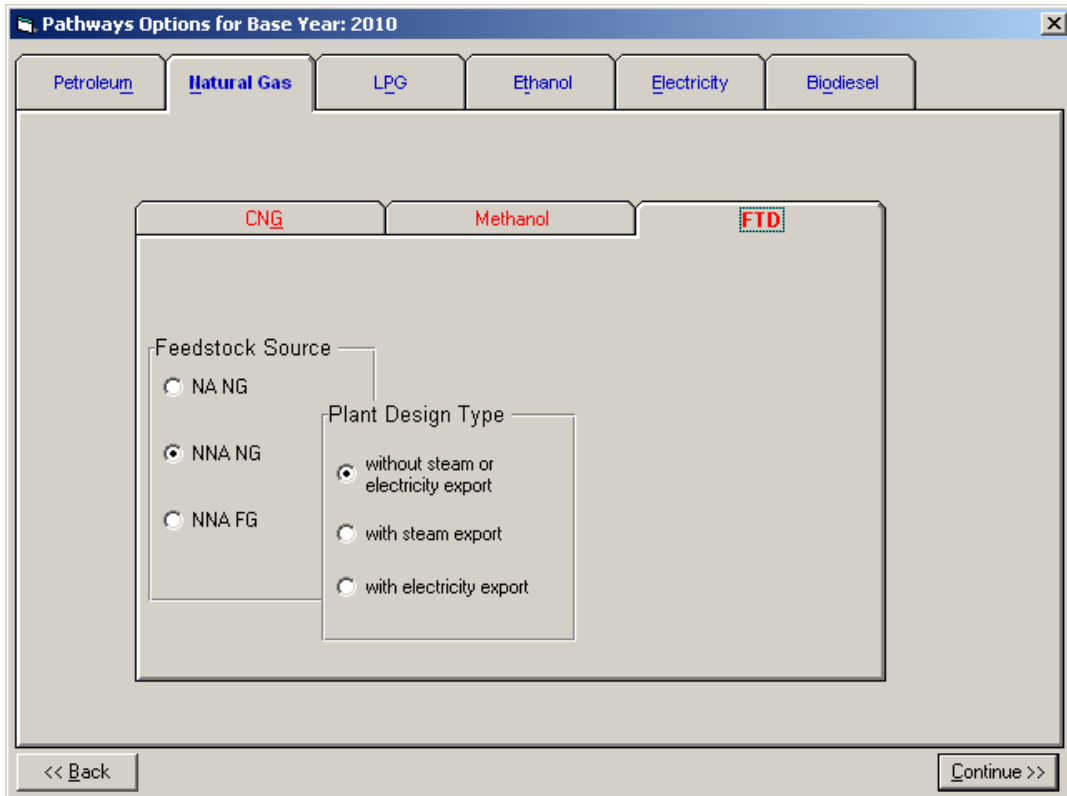 Pathways Options for Base Year: 2010
Petroleum
Natural Gas
LPG
Ethanol
Electricity
Biodiesel
CNG
Methanol
FTD
Feedstock Source
NA NG
NNA NG
NNA FG
Plant Design Type
without steam or
electricity export
with steam export
with electricity export
<< Back
Continue >>